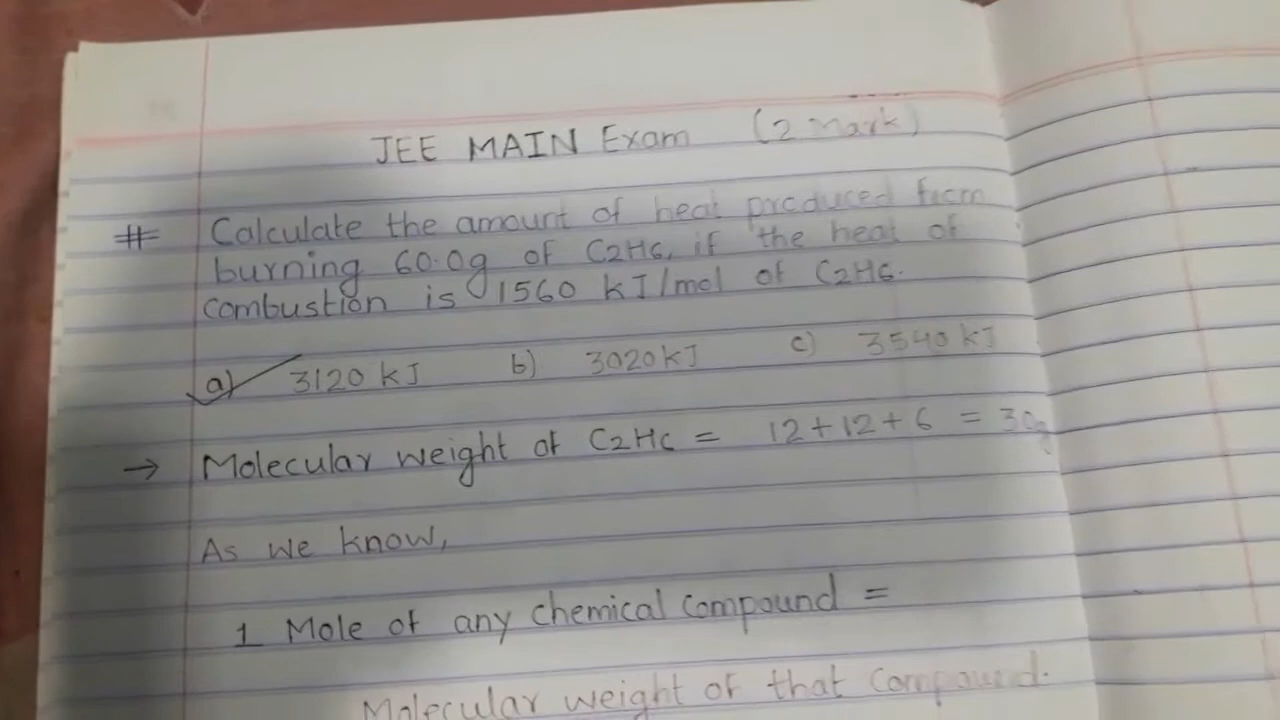 JEE MAIN Exam (2 Mark)
# Calculate the amount of heat produced from
burning 60.0g of C2H6, if the heat of
combustion is 1560 kJ/mol of C2H6.
a) 3120 kJ b) 3020 kJ c) 3540 kJ
→ Molecular weight of C2H6 = 12+12+6 = 30g
As we know,
1 Mole of any chemical compound =
Molecular weight of that compound.